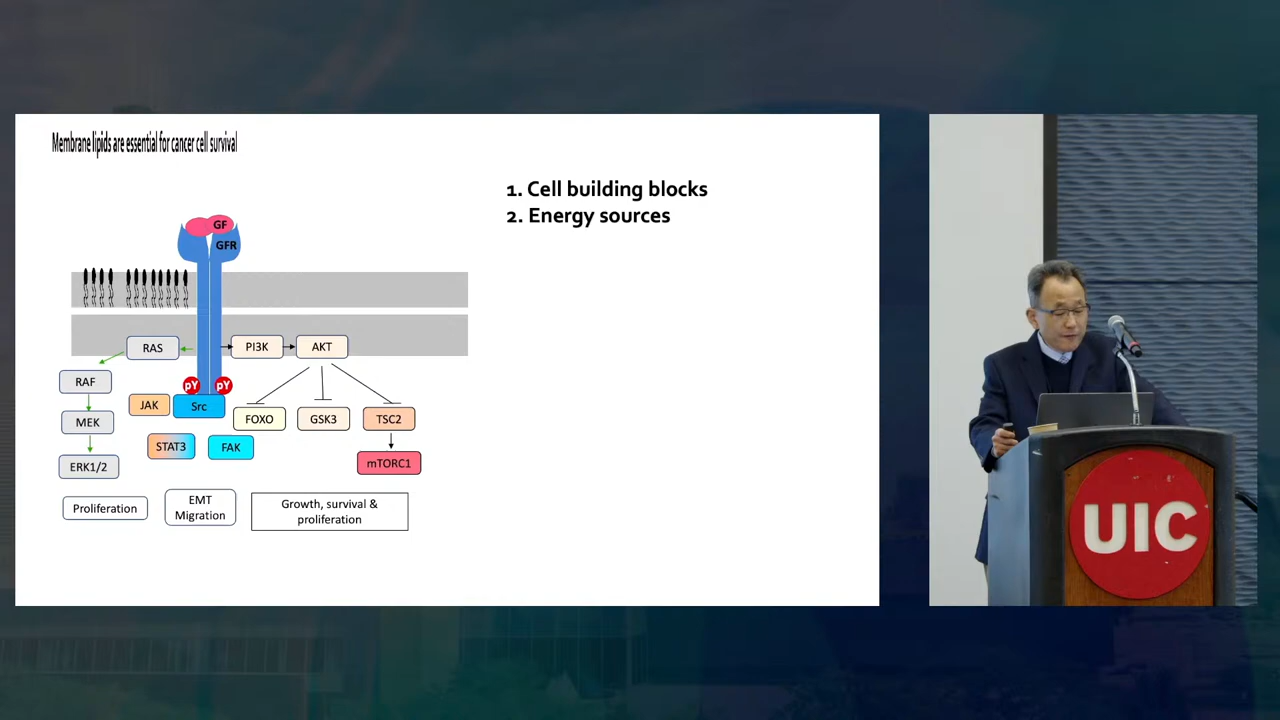 Membrane lipids are essential for cancer cell survival
1. Cell building blocks
2. Energy sources
GF
GFR
RAS
PI3K
AKT
RAF
pY
pY
JAK
Src
FOXO
GSK3
TSC2
MEK
STAT3
FAK
ERK1/2
mTORC1
Proliferation
EMT
Migration
Growth, survival &
proliferation
UIC